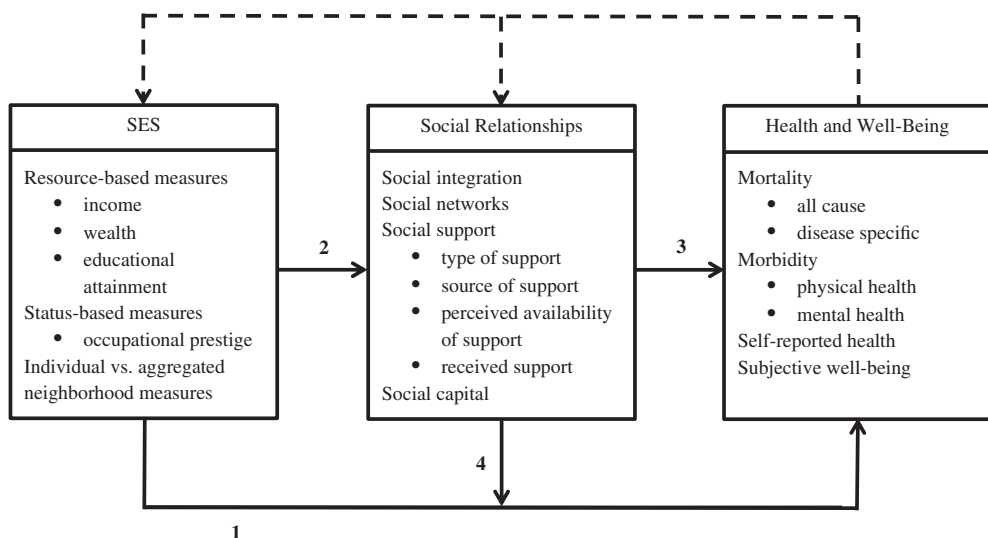 SES
Resource-based measures
• income
• wealth
• educational
attainment
Status-based measures
• occupational prestige
Individual vs. aggregated
neighborhood measures
2
Social Relationships
Social integration
Social networks
Social support
• type of support
• source of support
• perceived availability
of support
• received support
Social capital
3
Health and Well-Being
Mortality
• all cause
• disease specific
Morbidity
• physical health
• mental health
Self-reported health
Subjective well-being
4
1